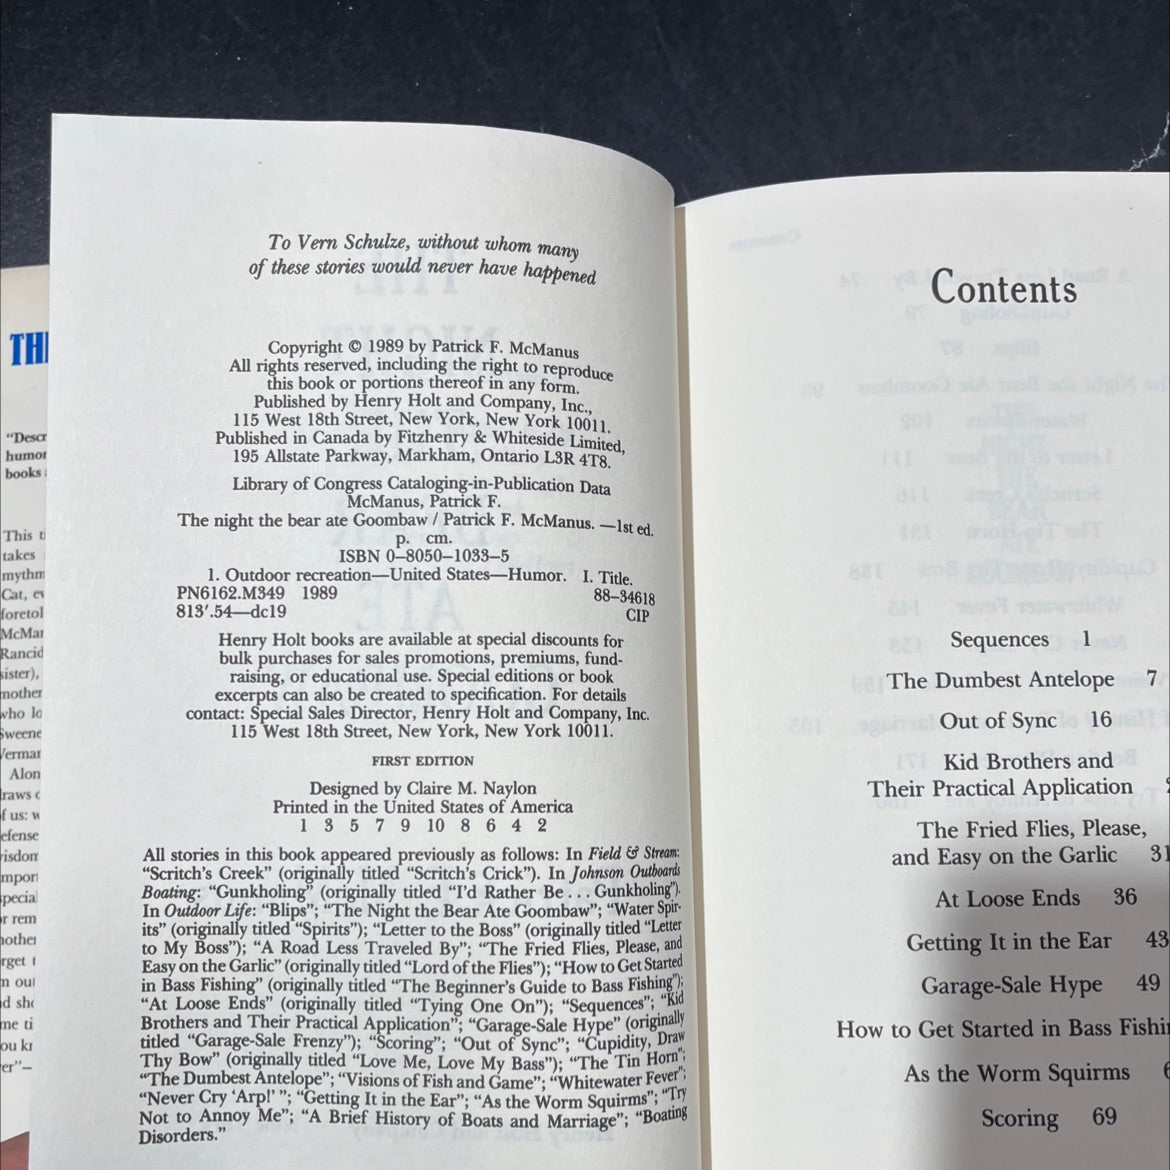 To Vern Schulze, without whom many
of these stories would never have happened
Copyright © 1989 by Patrick F. McManus
All rights reserved, including the right to reproduce
this book or portions thereof in any form.
Published by Henry Holt and Company, Inc.,
115 West 18th Street, New York, New York 10011.
Published in Canada by Fitzhenry & Whiteside Limited,
195 Allstate Parkway, Markham, Ontario L3R 4T8.
Library of Congress Cataloging-in-Publication Data
McManus, Patrick F.
The night the bear ate Goombaw / Patrick F. McManus. —1st ed.
p. cm.
ISBN 0–8050–1033–5
1. Outdoor recreation—United States—Humor. I. Title.
PN6162.M349 1989 88–34618
813′.54—dc19 CIP
Henry Holt books are available at special discounts for
bulk purchases for sales promotions, premiums, fund-
raising, or educational use. Special editions or book
excerpts can also be created to specification. For details
contact: Special Sales Director, Henry Holt and Company, Inc.
115 West 18th Street, New York, New York 10011.
FIRST EDITION
Designed by Claire M. Naylon
Printed in the United States of America
1 3 5 7 9 10 8 6 4 2
All stories in this book appeared previously as follows: In Field & Stream:
“Scritch’s Creek” (originally titled “Scritch’s Crick”). In Johnson Outboards
Boating: “Gunkholing” (originally titled “I’d Rather Be . . . Gunkholing”).
In Outdoor Life: “Blips”; “The Night the Bear Ate Goombaw”; “Water Spir-
its” (originally titled “Spirits”); “Letter to the Boss” (originally titled “Letter
to My Boss”); “A Road Less Traveled By”; “The Fried Flies, Please, and
Easy on the Garlic” (originally titled “Lord of the Flies”); “How to Get Started
in Bass Fishing” (originally titled “The Beginner’s Guide to Bass Fishing”);
“At Loose Ends” (originally titled “Tying One On”); “Sequences”; “Kid
Brothers and Their Practical Application”; “Garage-Sale Hype” (originally
titled “Garage-Sale Frenzy”); “Scoring”; “Out of Sync”; “Cupidity, Draw
Thy Bow” (originally titled “Love Me, Love My Bass”); “The Tin Horn”;
“The Dumbest Antelope”; “Visions of Fish and Game”; “Whitewater Fever”;
“Never Cry ‘Arp!’ ”; “Getting It in the Ear”; “As the Worm Squirms”; “Try
Not to Annoy Me”; “A Brief History of Boats and Marriage”; “Boating
Disorders.”
Contents
Sequences 1
The Dumbest Antelope 7
Out of Sync 16
Kid Brothers and
Their Practical Application
The Fried Flies, Please,
and Easy on the Garlic 31
At Loose Ends 36
Getting It in the Ear 43
Garage-Sale Hype 49
How to Get Started in Bass
As the Worm Squirms
Scoring 69